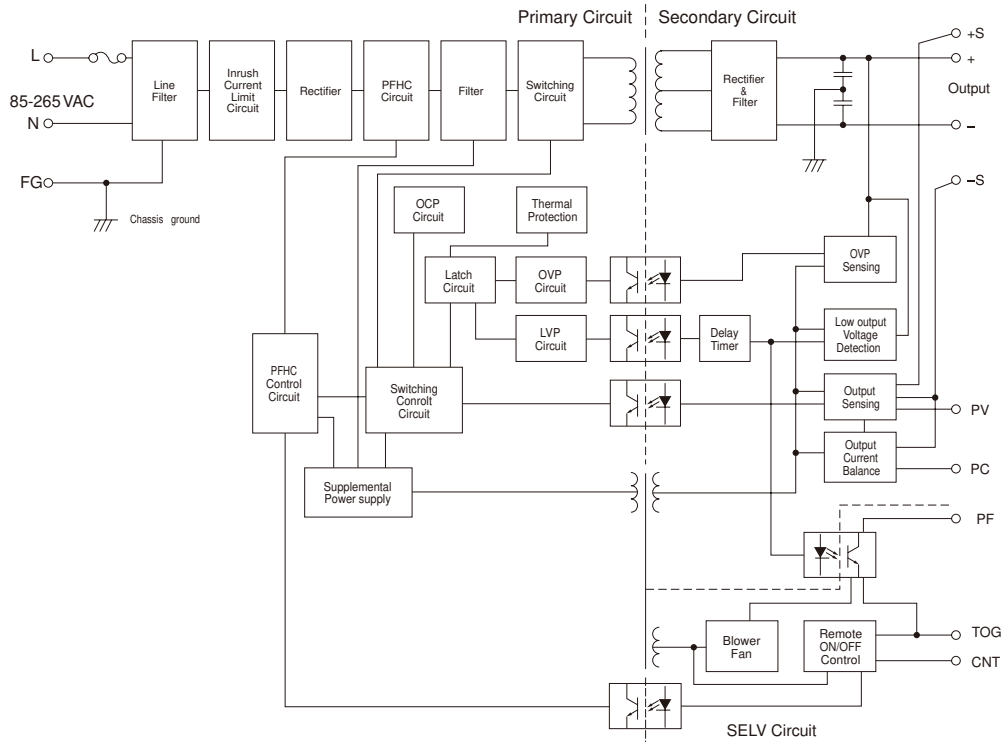 Primary Circuit
Secondary Circuit
+S
L
+
Line
Filter
Inrush
Current
Limit
Circuit
Rectifier
PFHC
Circuit
Filter
Switching
Circuit
Rectifier
&
Filter
Output
85-265 VAC
N
–
FG
–S
Chassis ground
OCP
Circuit
Thermal
Protection
Latch
Circuit
OVP
Circuit
OVP
Sensing
LVP
Circuit
Delay
Timer
Low output
Voltage
Detection
PFHC
Control
Circuit
Switching
Conrolt
Circuit
Output
Sensing
PV
Output
Current
Balance
PC
Supplemental
Power supply
PF
Blower
Fan
Remote
ON/OFF
Control
TOG
CNT
SELV Circuit